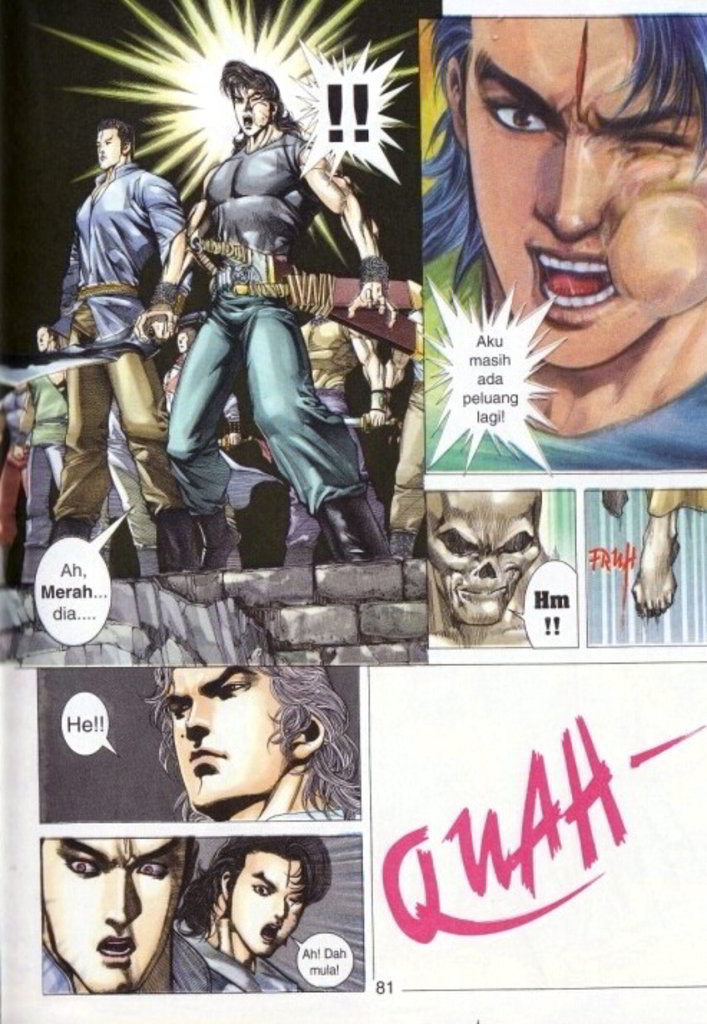 !!
Aku
masih
ada
peluang
lagi!
Ah,
Merah...
dia....
Hm
!!
FRUH
He!!
Ah! Dah
mula!
QUAH-
81